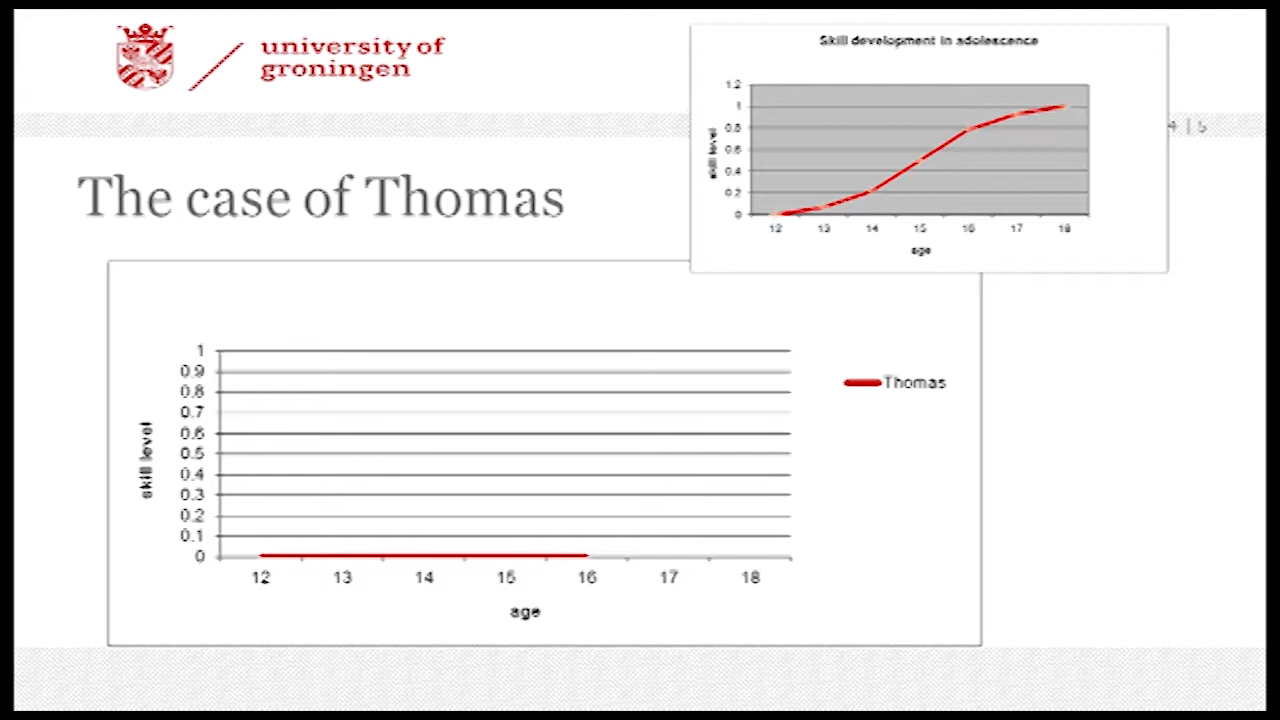 university of
groningen
Skill development in adolescence
1.2
1
0.8
0.6
0.4
0.2
0
skill level
12 13 14 15 16 17 18
age
4 | 5
The case of Thomas
1
0.9
0.8
0.7
0.6
0.5
0.4
0.3
0.2
0.1
0
skill level
12 13 14 15 16 17 18
age
Thomas